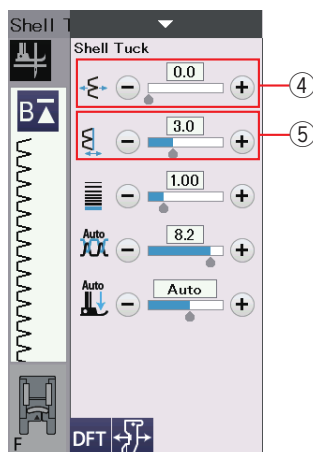 Shell T
Shell Tuck
0.0
④
B
3.0
⑤
1.00
Auto
8.2
Auto
Auto
F
DFT